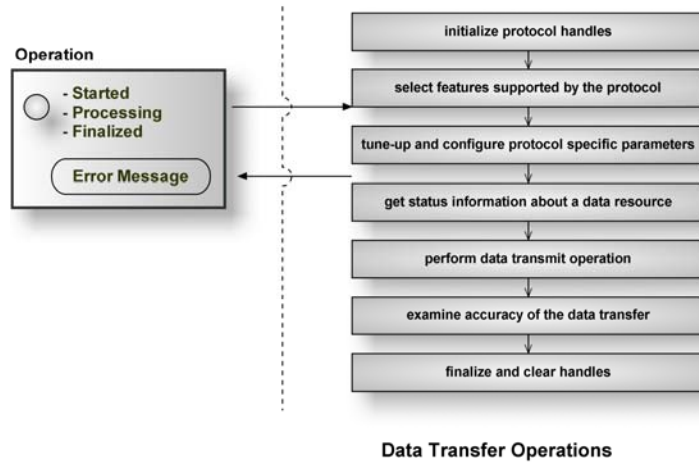 Operation
- Started
- Processing
- Finalized
Error Message
initialize protocol handles
select features supported by the protocol
tune-up and configure protocol specific parameters
get status information about a data resource
perform data transmit operation
examine accuracy of the data transfer
finalize and clear handles
Data Transfer Operations